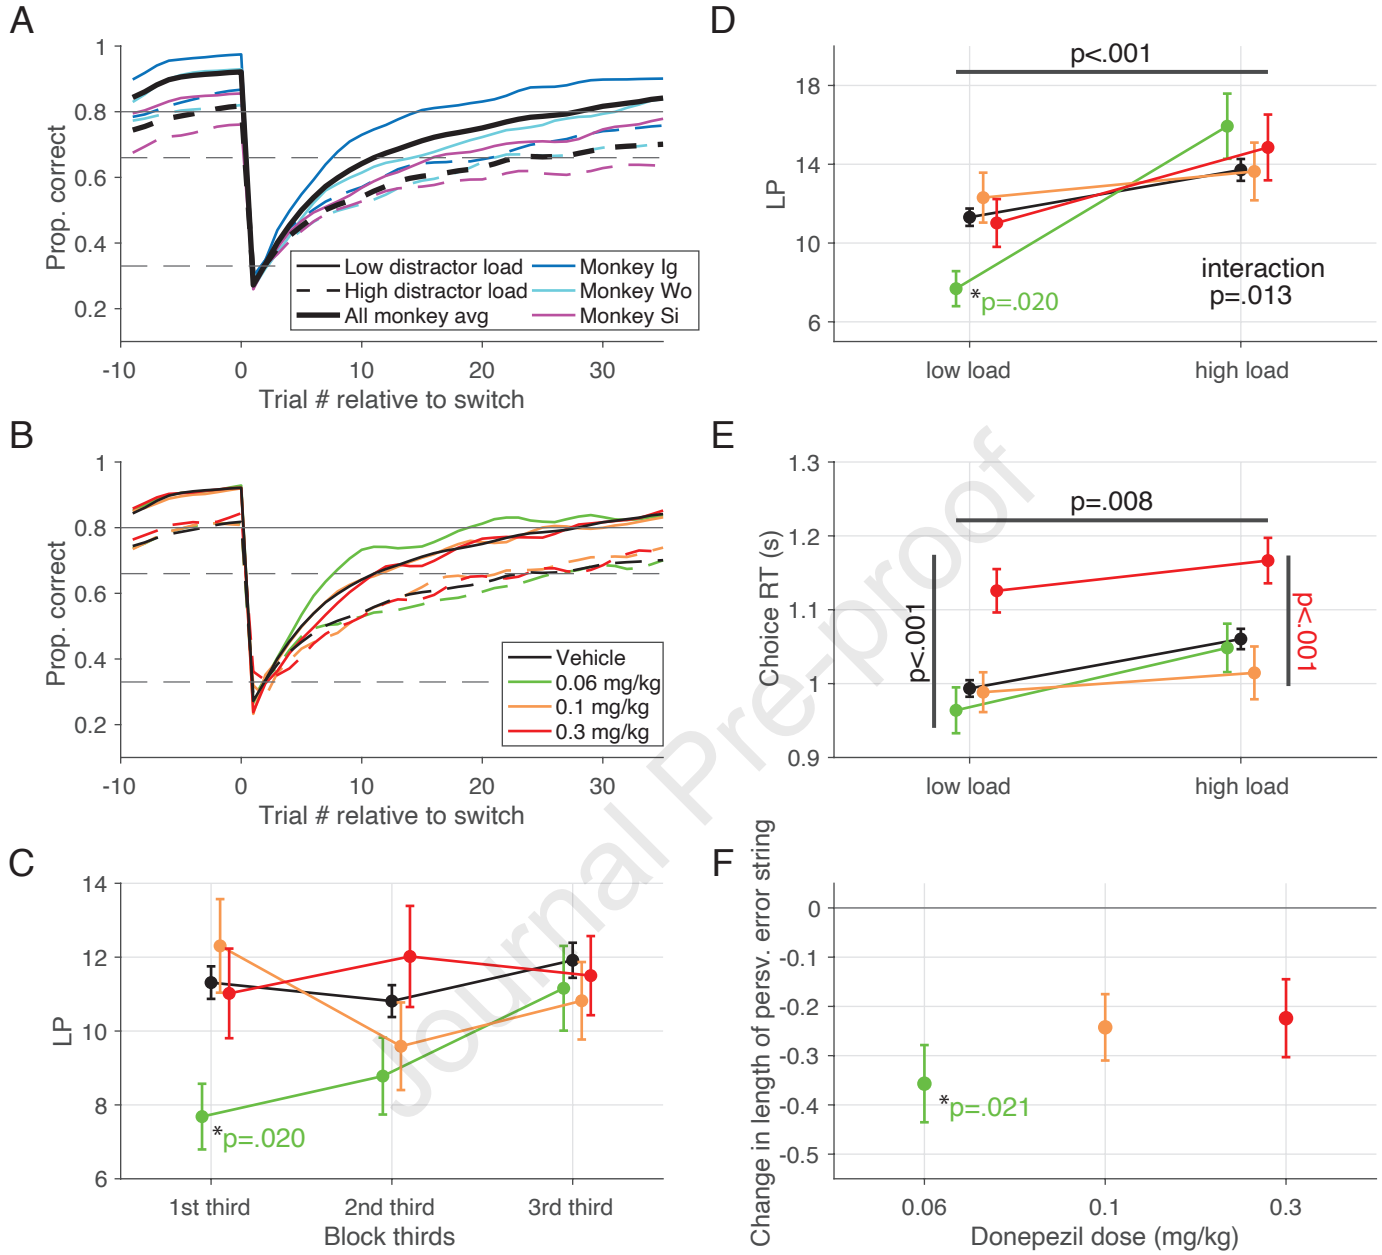 A
1
0.8
0.6
0.4
0.2
Prop. correct
Low distractor load
High distractor load
All monkey avg
Monkey Ig
Monkey Wo
Monkey Si
-10
0
10
20
30
Trial # relative to switch
B
1
0.8
0.6
0.4
0.2
Prop. correct
Vehicle
0.06 mg/kg
0.1 mg/kg
0.3 mg/kg
-10
0
10
20
30
Trial # relative to switch
C
14
12
10
8
6
LP
*p=.020
1st third
2nd third
3rd third
Block thirds
D
18
14
10
6
LP
p<.001
*p=.020
interaction
p=.013
low load
high load
E
1.3
1.2
1.1
1
0.9
Choice RT (s)
p=.008
p<.001
p<.001
low load
high load
F
0
-0.1
-0.2
-0.3
-0.4
-0.5
Change in length of persv. error string
*p=.021
0.06
0.1
0.3
Donepezil dose (mg/kg)
Journal Pre-proof